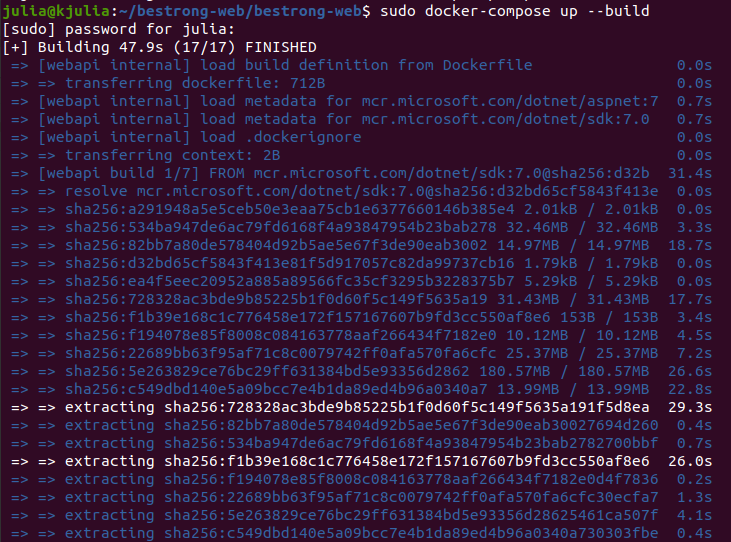 julia@kjulia:~/bestrong-web/bestrong-web$ sudo docker-compose up --build
[sudo] password for julia:
[+] Building 47.9s (17/17) FINISHED
=> [webapi internal] load build definition from Dockerfile 0.0s
=> => transferring dockerfile: 712B 0.0s
=> [webapi internal] load metadata for mcr.microsoft.com/dotnet/aspnet:7 0.7s
=> [webapi internal] load metadata for mcr.microsoft.com/dotnet/sdk:7.0 0.7s
=> [webapi internal] load .dockerignore 0.0s
=> => transferring context: 2B 0.0s
=> [webapi build 1/7] FROM mcr.microsoft.com/dotnet/sdk:7.0@sha256:d32b 31.4s
=> => resolve mcr.microsoft.com/dotnet/sdk:7.0@sha256:d32bd65cf5843f413e 0.0s
=> => sha256:a291948a5e5ceb50e3eaa75cb1e6377660146b385e4 2.01kB / 2.01kB 0.0s
=> => sha256:534ba947de6ac79fd6168f4a93847954b23bab278 32.46MB / 32.46MB 3.3s
=> => sha256:82bb7a80de578404d92b5ae5e67f3de90eab3002 14.97MB / 14.97MB 18.7s
=> => sha256:d32bd65cf5843f413e81f5d917057c82da99737cb16 1.79kB / 1.79kB 0.0s
=> => sha256:ea4f5eec20952a885a89566fc35cf3295b3228375b7 5.29kB / 5.29kB 0.0s
=> => sha256:728328ac3bde9b85225b1f0d60f5c149f5635a19 31.43MB / 31.43MB 17.7s
=> => sha256:f1b39e168c1c776458e172f157167607b9fd3cc550af8e6 153B / 153B 3.4s
=> => sha256:f194078e85f8008c084163778aaf266434f7182e0 10.12MB / 10.12MB 4.5s
=> => sha256:22689bb63f95af71c8c0079742ff0afa570fa6cfc 25.37MB / 25.37MB 7.2s
=> => sha256:5e263829ce76bc29ff631384bd5e93356d2862 180.57MB / 180.57MB 26.6s
=> => sha256:c549dbd140e5a09bcc7e4b1da89ed4b96a0340a7 13.99MB / 13.99MB 22.8s
=> => extracting sha256:728328ac3bde9b85225b1f0d60f5c149f5635a191f5d8ea 29.3s
=> => extracting sha256:82bb7a80de578404d92b5ae5e67f3de90eab30027694d260 0.4s
=> => extracting sha256:534ba947de6ac79fd6168f4a93847954b23bab2782700bbf 0.7s
=> => extracting sha256:f1b39e168c1c776458e172f157167607b9fd3cc550af8e6 26.0s
=> => extracting sha256:f194078e85f8008c084163778aaf266434f7182e0d4f7836 0.2s
=> => extracting sha256:22689bb63f95af71c8c0079742ff0afa570fa6cfc30ecfa7 1.3s
=> => extracting sha256:5e263829ce76bc29ff631384bd5e93356d28625461ca507f 4.1s
=> => extracting sha256:c549dbd140e5a09bcc7e4b1da89ed4b96a0340a730303fbe 0.4s